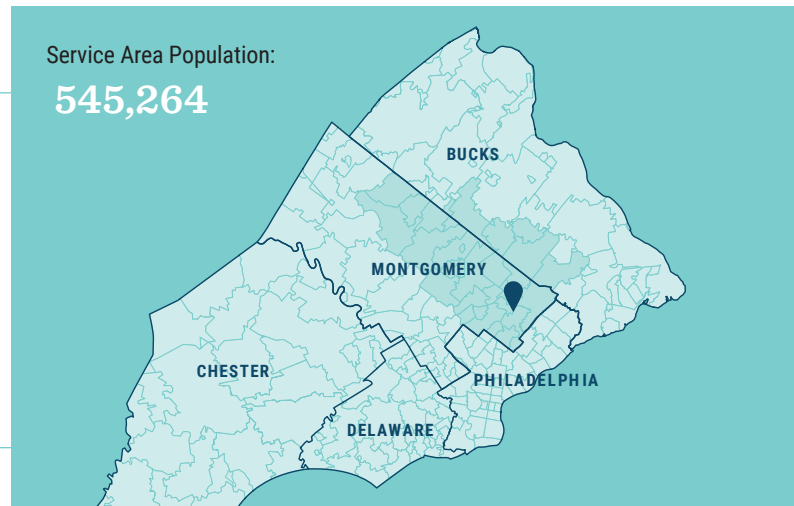 Service Area Population:
545,264
BUCKS
MONTGOMERY
CHESTER
PHILADELPHIA
DELAWARE